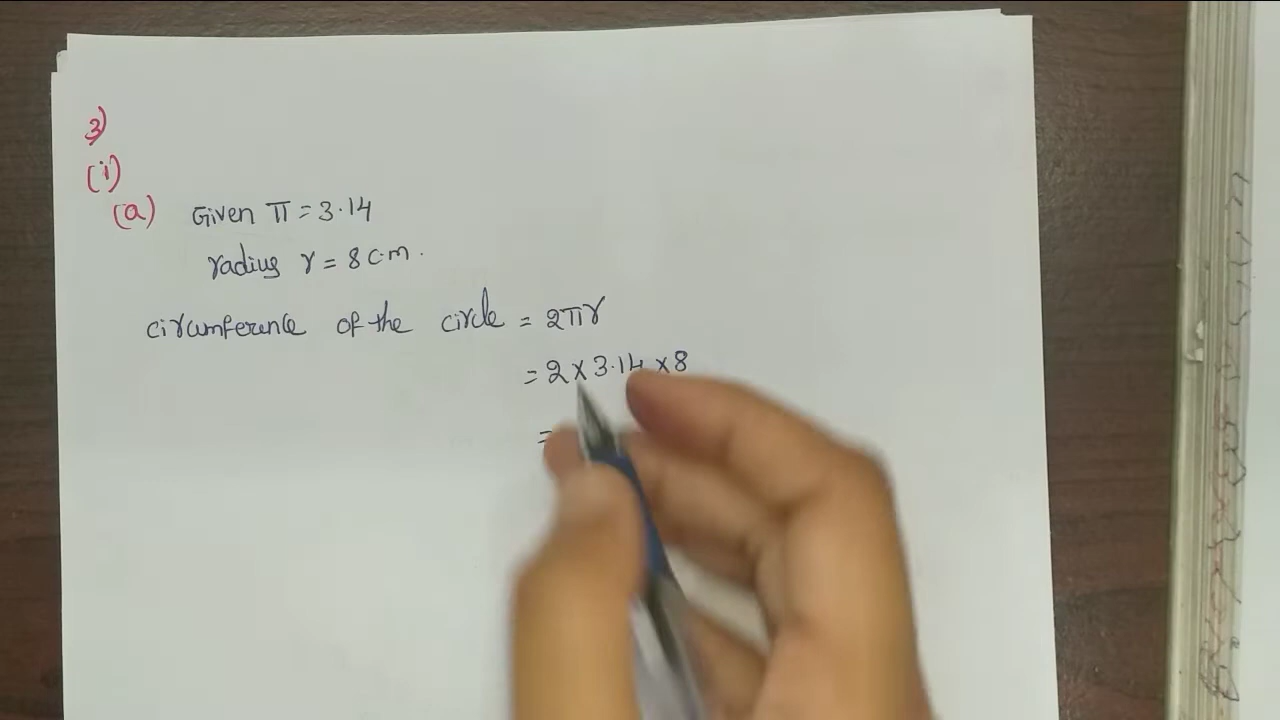 3)
(i)
(a) Given π = 3.14
radius r = 8 cm.
circumference of the circle = 2πr
= 2 x 3.14 x 8
=